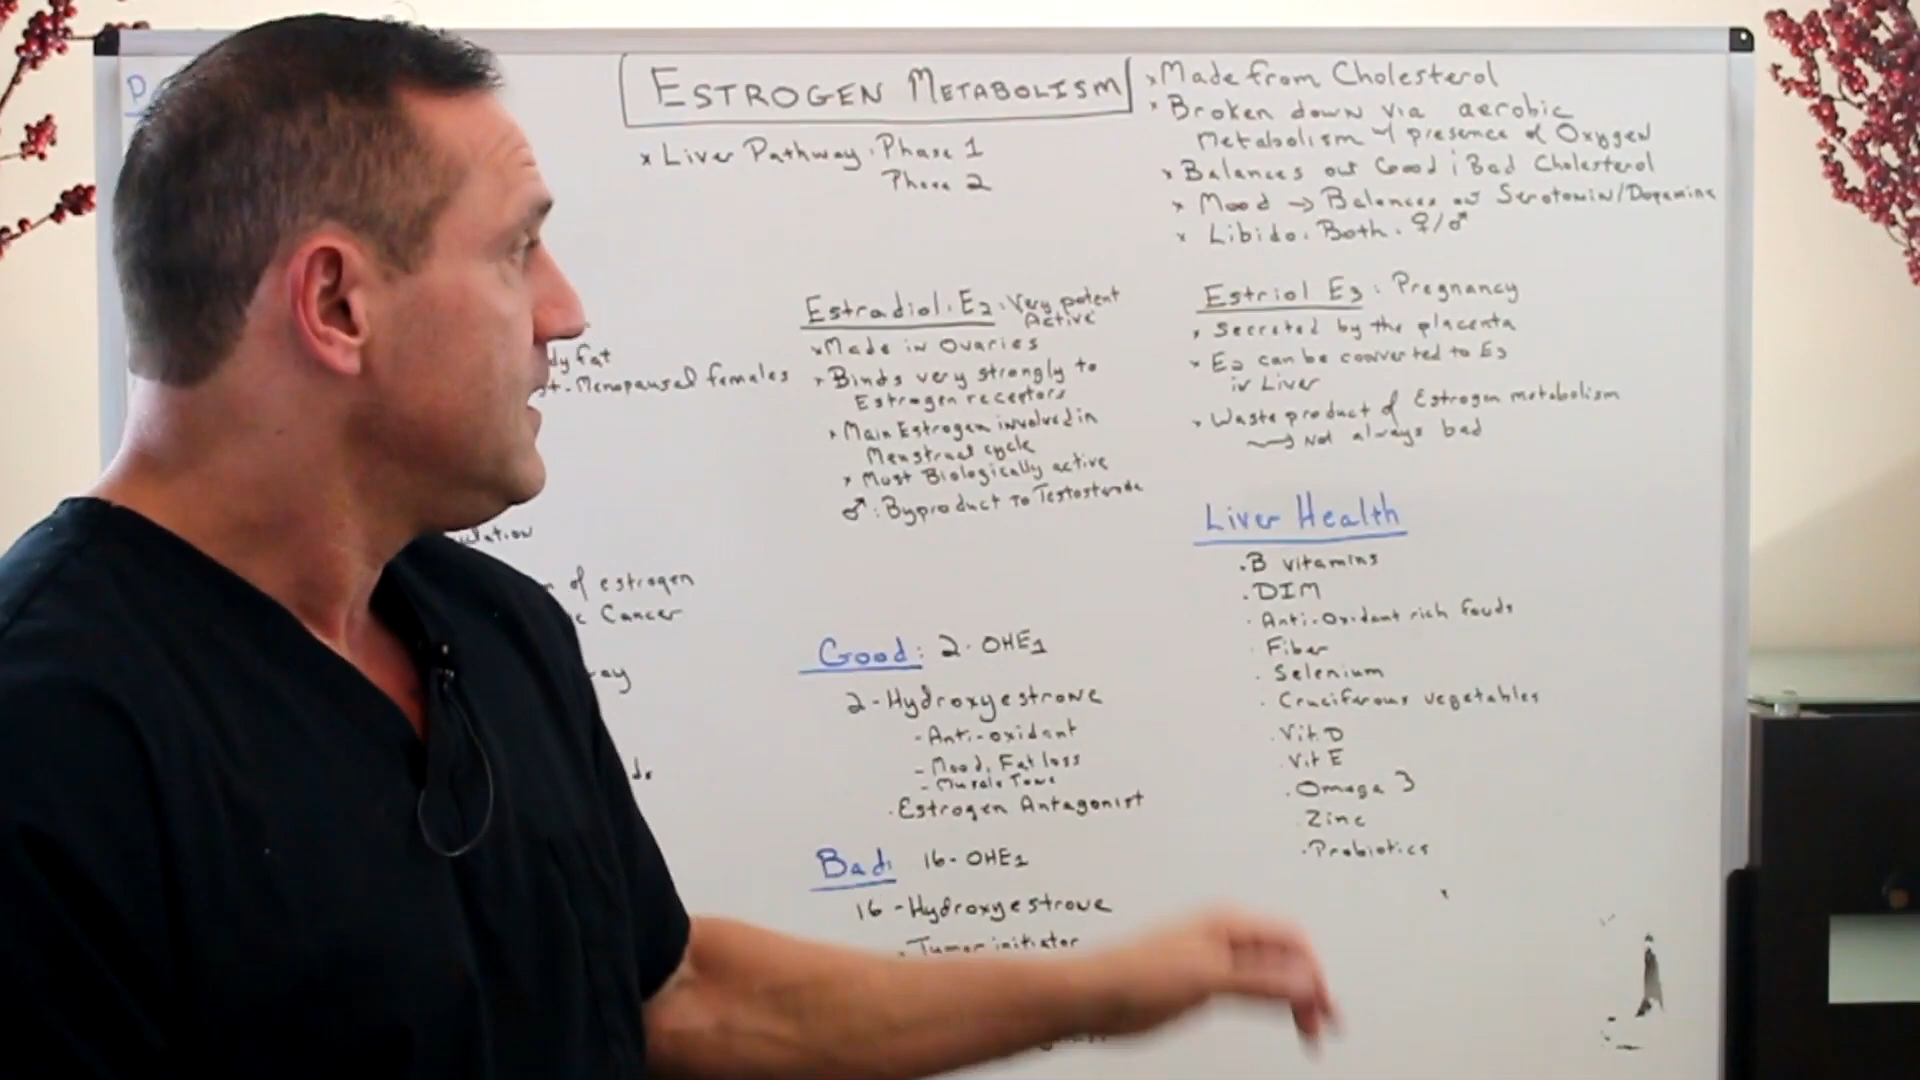 P
ESTROGEN METABOLISM
× Liver Pathway: Phase 1
Phase 2
× Made from Cholesterol
× Broken down via aerobic
Metabolism w/ presence of Oxygen
× Balances out Good & Bad Cholesterol
× Mood → Balances out Serotonin/Dopamine
× Libido. Both. ♀/♂
dy fat
st-Menopausal females
ulation
of estrogen
c Cancer
ay
Estradiol. E2: Very potent
Active
× Made in Ovaries
× Binds very strongly to
Estrogen receptors
× Main Estrogen involved in
Menstrual cycle
× Most Biologically active
♂: Byproduct to Testosterone
Good: 2-OHE1
2-Hydroxyestrone
- Anti-oxidant
- Mood, Fat loss
- Muscle Tone
. Estrogen Antagonist
Bad: 16-OHE1
16-Hydroxyestrone
. Tumor initiator
Estriol E3: Pregnancy
× Secreted by the placenta
× E2 can be converted to E3
in Liver
× Waste product of Estrogen metabolism
→ Not always bad
Liver Health
. B vitamins
. DIM
. Anti-Oxidant rich foods
. Fiber
. Selenium
. Cruciferous vegetables
. Vit D
. Vit E
. Omega 3
Zinc
. Probiotics